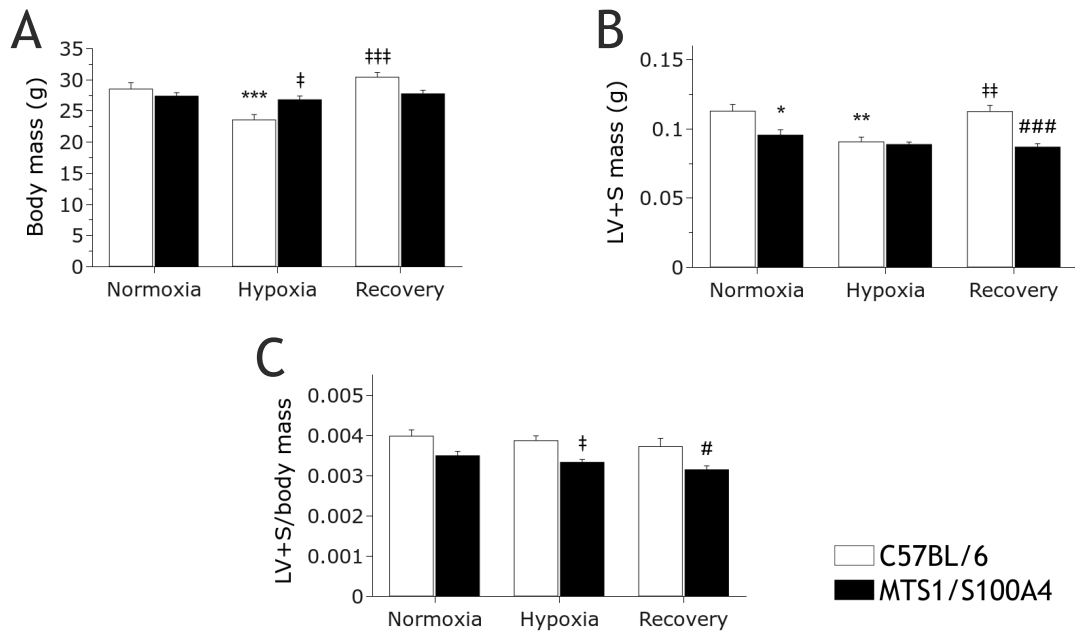 A
Body mass (g)
35
30
25
20
15
10
5
0
***
‡
‡‡‡
Normoxia Hypoxia Recovery
B
LV+S mass (g)
0.15
0.1
0.05
0
*
**
‡‡
###
Normoxia Hypoxia Recovery
C
LV+S/body mass
0.005
0.004
0.003
0.002
0.001
0
‡
#
Normoxia Hypoxia Recovery
C57BL/6
MTS1/S100A4